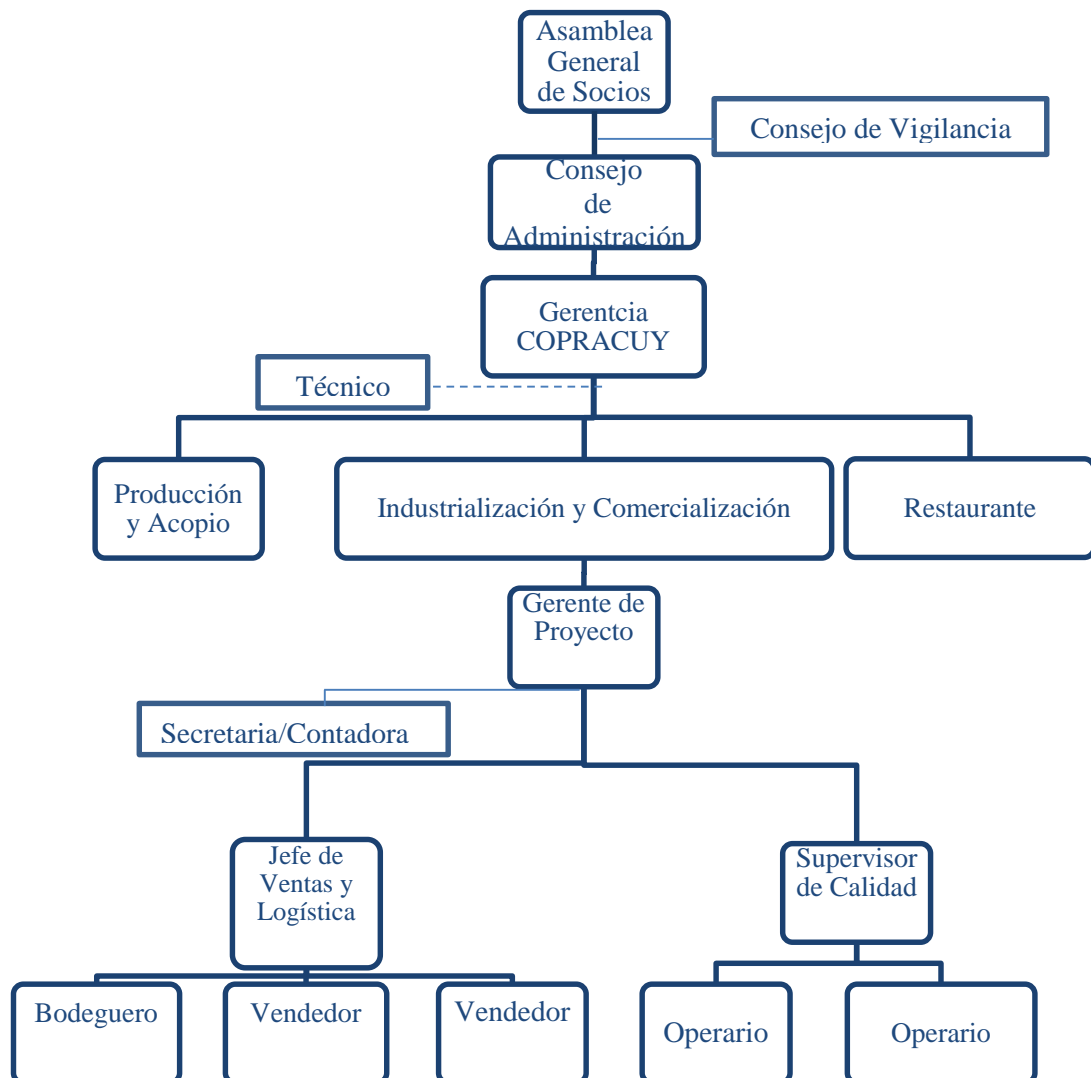 Asamblea
General
de Socios
Consejo de Vigilancia
Consejo
de
Administración
Gerentcia
COPRACUY
Técnico
Producción
y Acopio
Industrialización y Comercialización
Restaurante
Gerente de
Proyecto
Secretaria/Contadora
Jefe de
Ventas y
Logística
Supervisor
de Calidad
Bodeguero
Vendedor
Vendedor
Operario
Operario